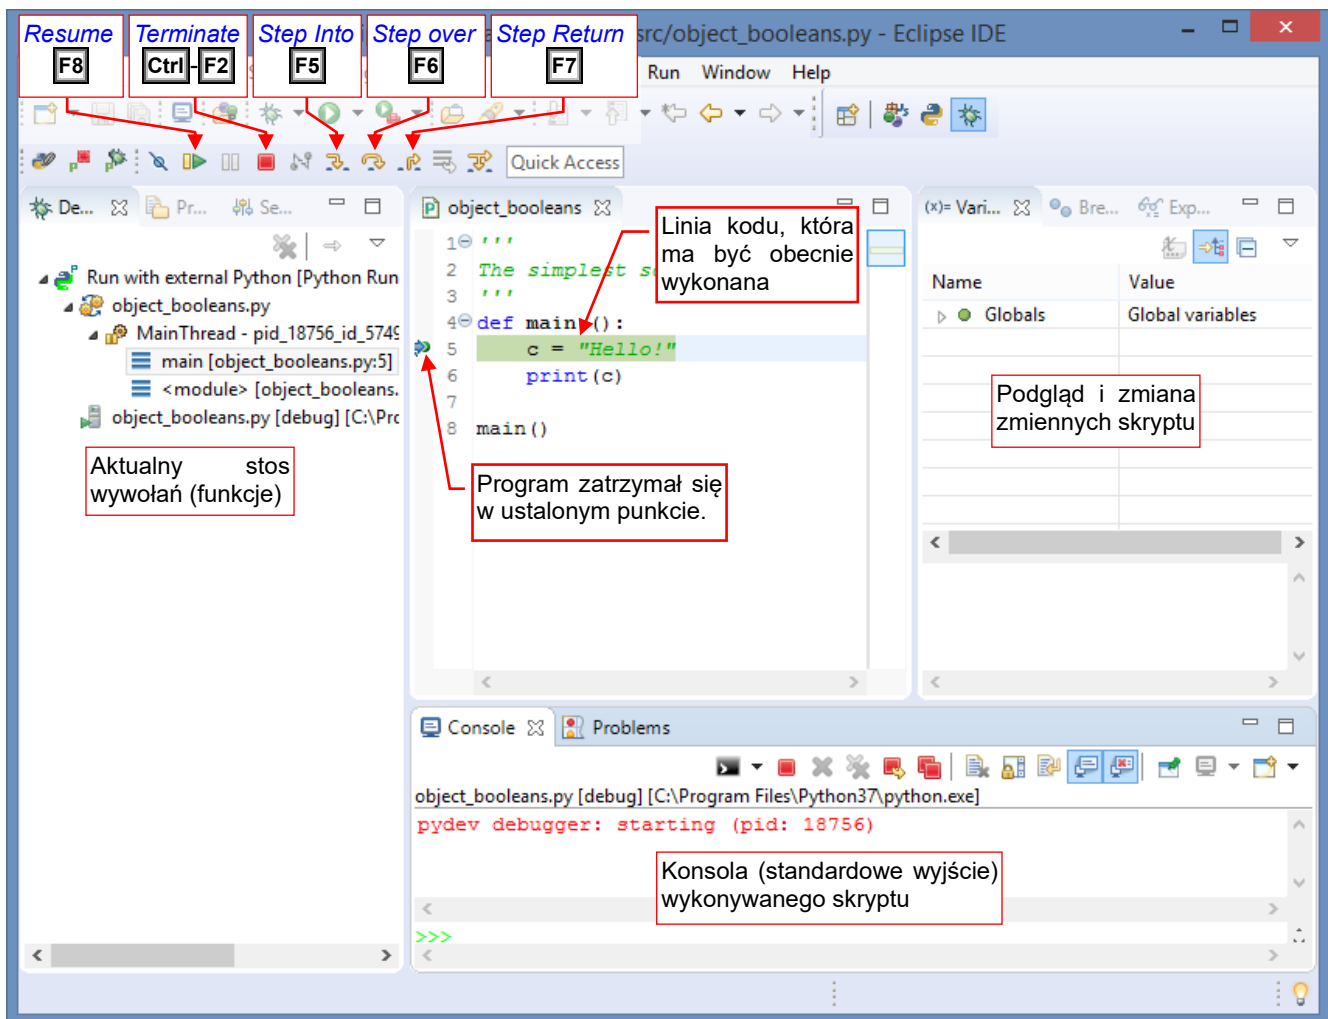 Resume
F8
Terminate
Ctrl-F2
Step Into
F5
Step over
F6
Step Return
F7
src/object_booleans.py - Eclipse IDE
Run Window Help
Quick Access
De...
Pr...
Se...
Run with external Python [Python Run
object_booleans.py
MainThread - pid_18756_id_5749
main [object_booleans.py:5]
<module> [object_booleans.
object_booleans.py [debug] [C:\Prc
Aktualny stos
wywołań (funkcje)
object_booleans
1 '''
2 The simplest s
3 '''
4 def main():
5 c = "Hello!"
6 print(c)
7
8 main()
Linia kodu, która
ma być obecnie
wykonana
Program zatrzymał się
w ustalonym punkcie.
(x)= Vari...
Bre...
Exp...
Name Value
Globals Global variables
Podgląd i zmiana
zmiennych skryptu
Console
Problems
object_booleans.py [debug] [C:\Program Files\Python37\python.exe]
pydev debugger: starting (pid: 18756)
Konsola (standardowe wyjście)
wykonywanego skryptu
>>>